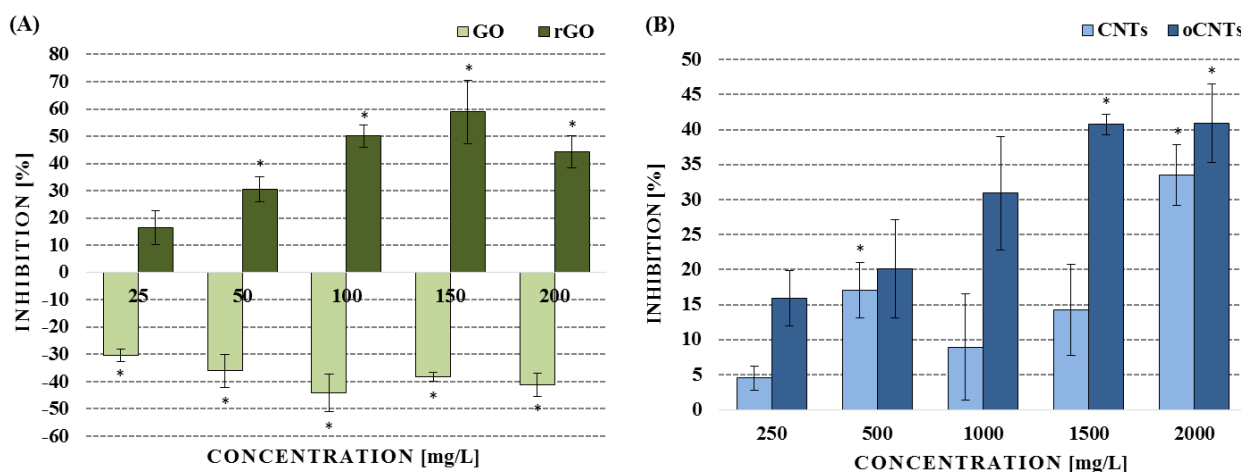 (A)
GO rGO
INHIBITION [%]
80
70
60
50
40
30
20
10
0
-10
-20
-30
-40
-50
-60
* * * *
25 50 100 150 200
* * * * *
CONCENTRATION [mg/L]
(B)
CNTs oCNTs
INHIBITION [%]
50
45
40
35
30
25
20
15
10
5
0
* * * *
250 500 1000 1500 2000
CONCENTRATION [mg/L]